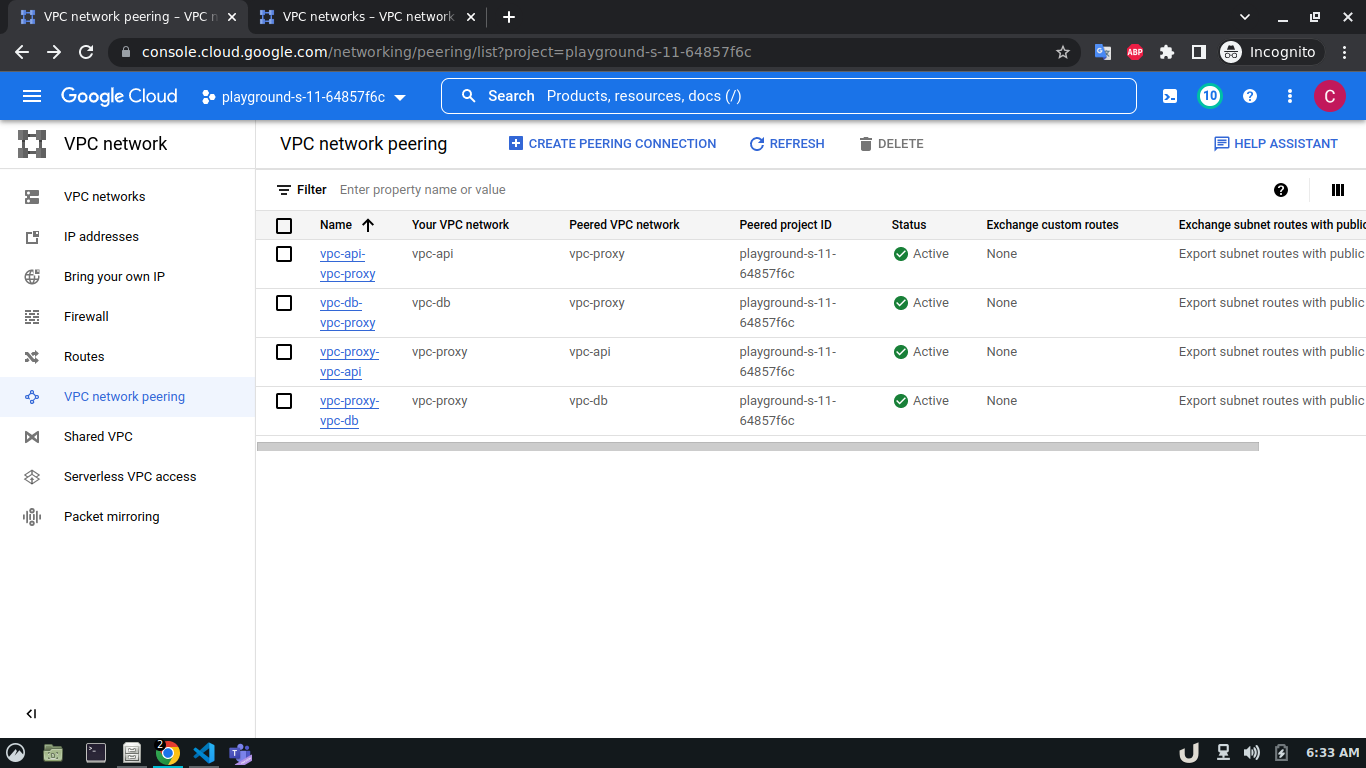 VPC network peering – VPC n
VPC networks – VPC network
console.cloud.google.com/networking/peering/list?project=playground-s-11-64857f6c
ABP
Incognito
Google Cloud
playground-s-11-64857f6c
Search Products, resources, docs (/)
10
C
VPC network
VPC network peering
CREATE PEERING CONNECTION
REFRESH
DELETE
HELP ASSISTANT
VPC networks
IP addresses
Bring your own IP
Firewall
Routes
VPC network peering
Shared VPC
Serverless VPC access
Packet mirroring
Filter Enter property name or value
Name Your VPC network Peered VPC network Peered project ID Status Exchange custom routes Exchange subnet routes with public
vpc-api- vpc-api vpc-proxy playground-s-11- Active None Export subnet routes with public
vpc-proxy 64857f6c
vpc-db- vpc-db vpc-proxy playground-s-11- Active None Export subnet routes with public
vpc-proxy 64857f6c
vpc-proxy- vpc-proxy vpc-api playground-s-11- Active None Export subnet routes with public
vpc-api 64857f6c
vpc-proxy- vpc-proxy vpc-db playground-s-11- Active None Export subnet routes with public
vpc-db 64857f6c
2
6:33 AM